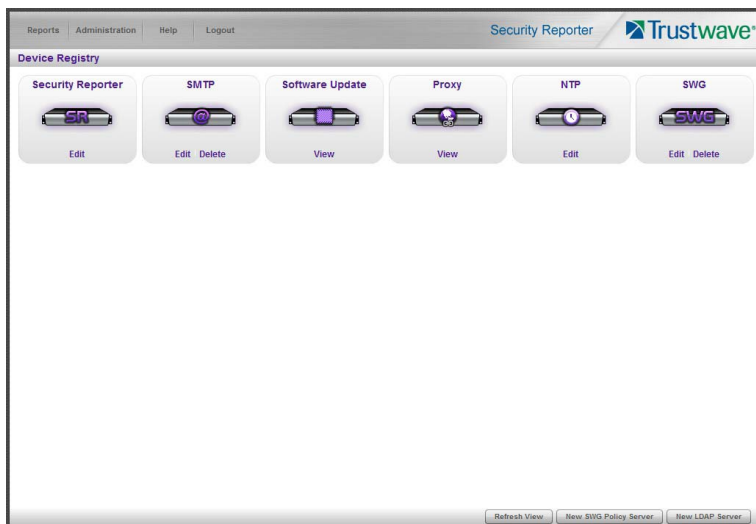 Reports Administration Help Logout Security Reporter Trustwave®
Device Registry
Security Reporter SMTP Software Update Proxy NTP SWG
SR @ SWG
Edit Edit Delete View View Edit Edit Delete
Refresh View New SWG Policy Server New LDAP Server